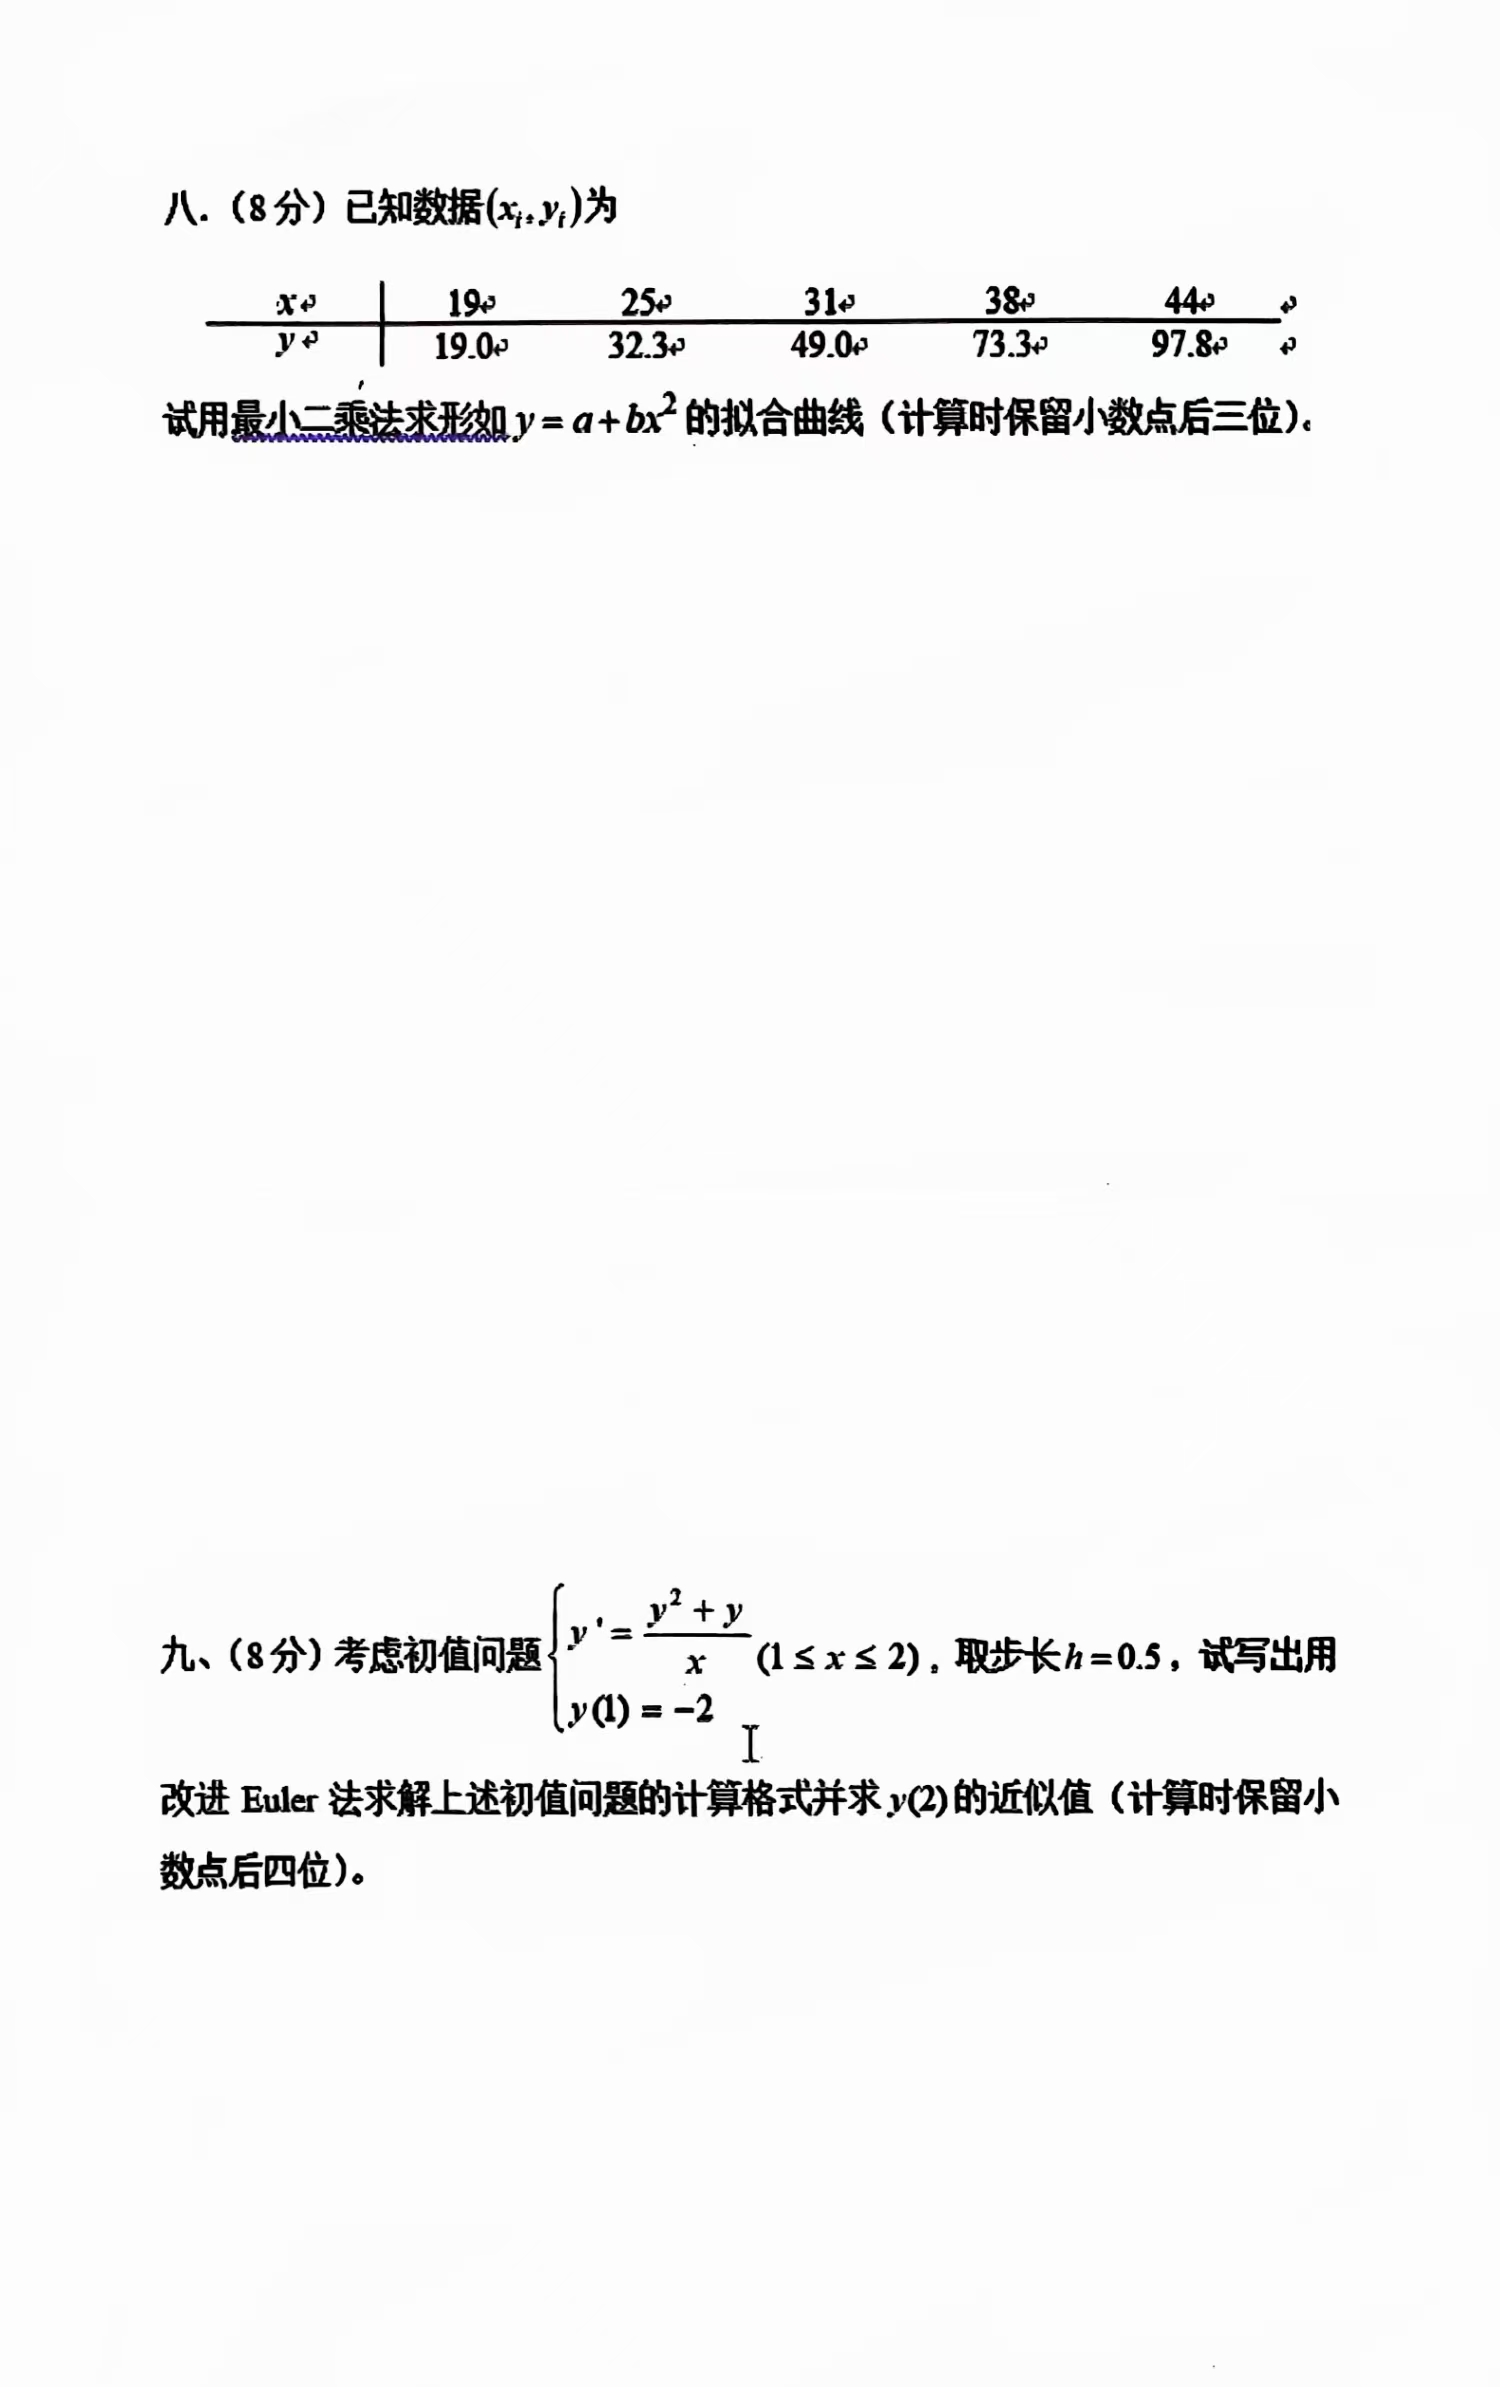 八.（8分）已知数据(xᵢ, yᵢ)为
x↵ 19↵ 25↵ 31↵ 38↵ 44↵ ↵
y↵ 19.0↵ 32.3↵ 49.0↵ 73.3↵ 97.8↵ ↵
试用最小二乘法求形如 y = a + bx² 的拟合曲线（计算时保留小数点后三位）。
九、（8分）考虑初值问题 { y' = (y² + y)/x (1 ≤ x ≤ 2)，取步长 h = 0.5，试写出用
y(1) = −2
改进 Euler 法求解上述初值问题的计算格式并求 y(2) 的近似值（计算时保留小
数点后四位）。